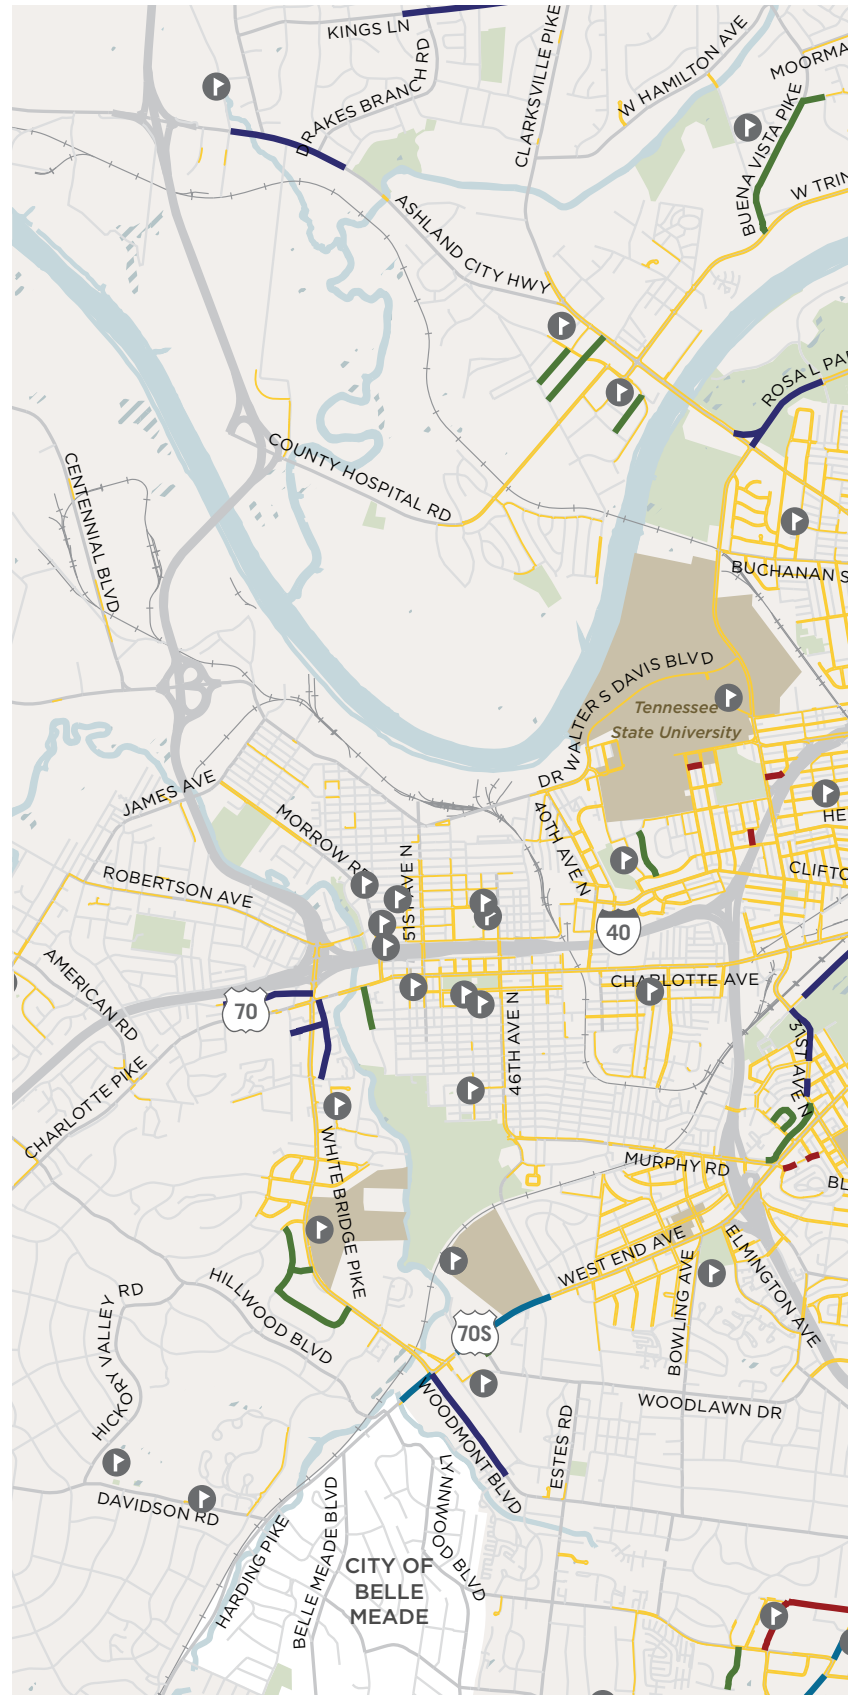 KINGS LN
DRAKES BRANCH RD
CLARKSVILLE PIKE
W HAMILTON AVE
MOORMA
BUENA VISTA PIKE
W TRIN
ASHLAND CITY HWY
ROSA L PA
COUNTY HOSPITAL RD
CENTENNIAL BLVD
BUCHANAN S
DR WALTER S DAVIS BLVD
Tennessee
State University
JAMES AVE
MORROW RD
40TH AVE N
HE
51ST AVE N
CLIFTO
ROBERTSON AVE
40
AMERICAN RD
CHARLOTTE AVE
70
46TH AVE N
31ST AVE N
CHARLOTTE PIKE
WHITE BRIDGE PIKE
MURPHY RD
BL
WEST END AVE
ELMINGTON AVE
HICKORY VALLEY RD
HILLWOOD BLVD
70S
BOWLING AVE
WOODLAWN DR
WOODMONT BLVD
ESTES RD
DAVIDSON RD
HARDING PIKE
BELLE MEADE BLVD
LYNNWOOD BLVD
CITY OF
BELLE
MEADE